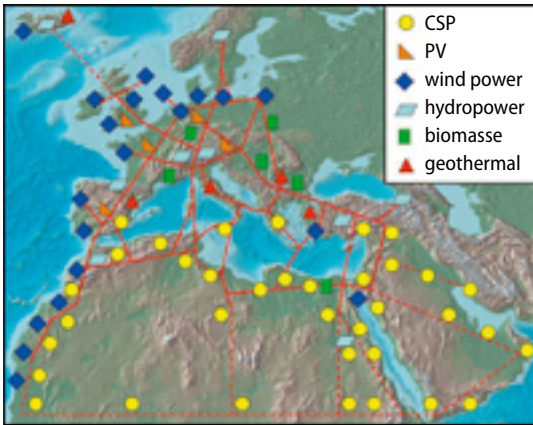 CSP
PV
wind power
hydropower
biomasse
geothermal